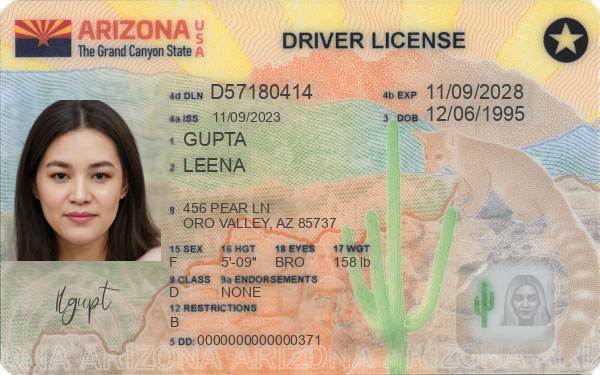 ARIZONA USA
The Grand Canyon State
DRIVER LICENSE
4d DLN D57180414
4b EXP 11/09/2028
4a ISS 11/09/2023
3 DOB 12/06/1995
1 GUPTA
2 LEENA
8 456 PEAR LN
ORO VALLEY, AZ 85737
15 SEX 16 HGT 18 EYES 17 WGT
F 5'-09" BRO 158 lb
9 CLASS 9a ENDORSEMENTS
D NONE
12 RESTRICTIONS
B
5 DD: 0000000000000371
ARIZONA ARIZONA ARIZONA ARIZONA